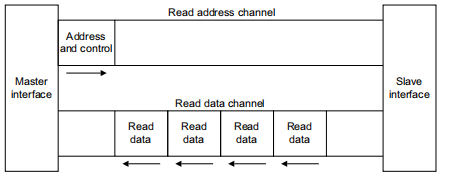 Read address channel
Address
and control
Master
interface
Slave
interface
Read data channel
Read
data
Read
data
Read
data
Read
data